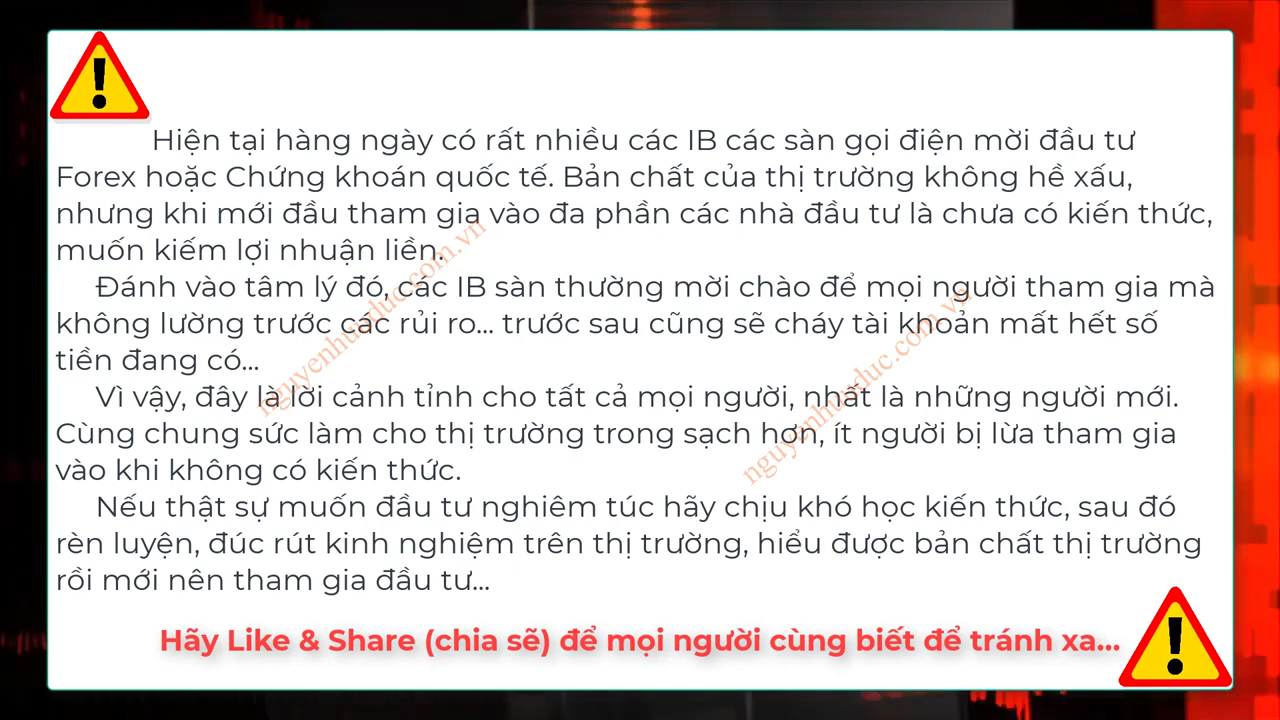 Hiện tại hàng ngày có rất nhiều các IB các sàn gọi điện mời đầu tư
Forex hoặc Chứng khoán quốc tế. Bản chất của thị trường không hề xấu,
nhưng khi mới đầu tham gia vào đa phần các nhà đầu tư là chưa có kiến thức,
muốn kiếm lợi nhuận liền.
Đánh vào tâm lý đó, các IB sàn thường mời chào để mọi người tham gia mà
không lường trước các rủi ro... trước sau cũng sẽ cháy tài khoản mất hết số
tiền đang có...
Vì vậy, đây là lời cảnh tỉnh cho tất cả mọi người, nhất là những người mới.
Cùng chung sức làm cho thị trường trong sạch hơn, ít người bị lừa tham gia
vào khi không có kiến thức.
Nếu thật sự muốn đầu tư nghiêm túc hãy chịu khó học kiến thức, sau đó
rèn luyện, đúc rút kinh nghiệm trên thị trường, hiểu được bản chất thị trường
rồi mới nên tham gia đầu tư...
Hãy Like & Share (chia sẽ) để mọi người cùng biết để tránh xa...
nguyenhuuduc.com.vn
nguyenhuuduc.com.vn